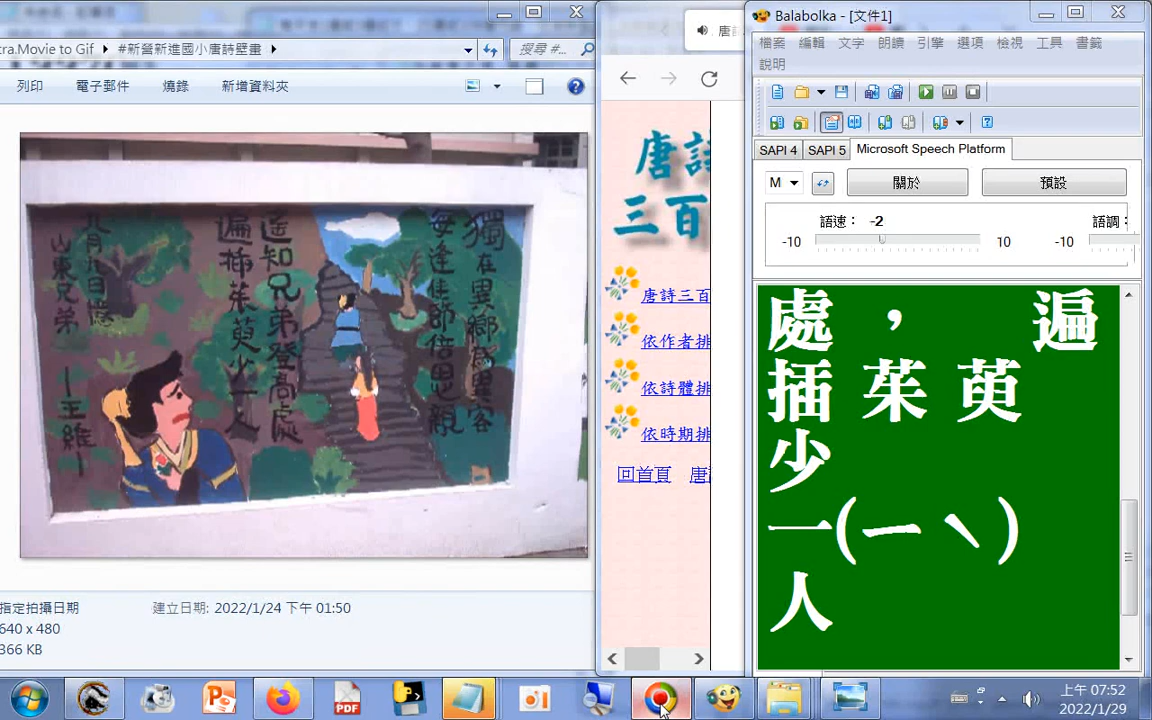 tra.Movie to Gif ▸ #新營新進國小唐詩壁畫 ▸
搜尋 #...
列印
電子郵件
燒錄
新增資料夾
獨在異鄉為異客
每逢佳節倍思親
遙知兄弟登高處
遍插茱萸少一人
九月九日憶
山東兄弟
王維
指定拍攝日期
建立日期: 2022/1/24 下午 01:50
640 x 480
366 KB
唐
唐詩
三百
唐詩三百
依作者排
依詩體排
依時期排
回首頁
唐
Balabolka - [文件1]
檔案
編輯
文字
朗讀
引擎
選項
檢視
工具
書籤
說明
SAPI 4
SAPI 5
Microsoft Speech Platform
M
關於
預設
語速：
-2
語調：
-10
10
-10
處，遍
插茱萸
少
一(ㄧㄟˋ)
人
上午 07:52
2022/1/29